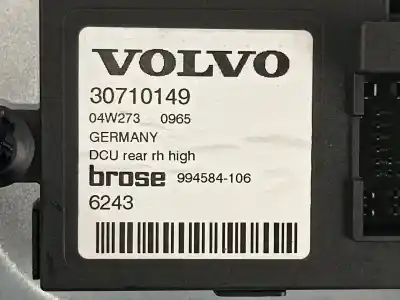 VOLVO
30710149
04W273 0965
GERMANY
DCU rear rh high
brose 994584-106
6243